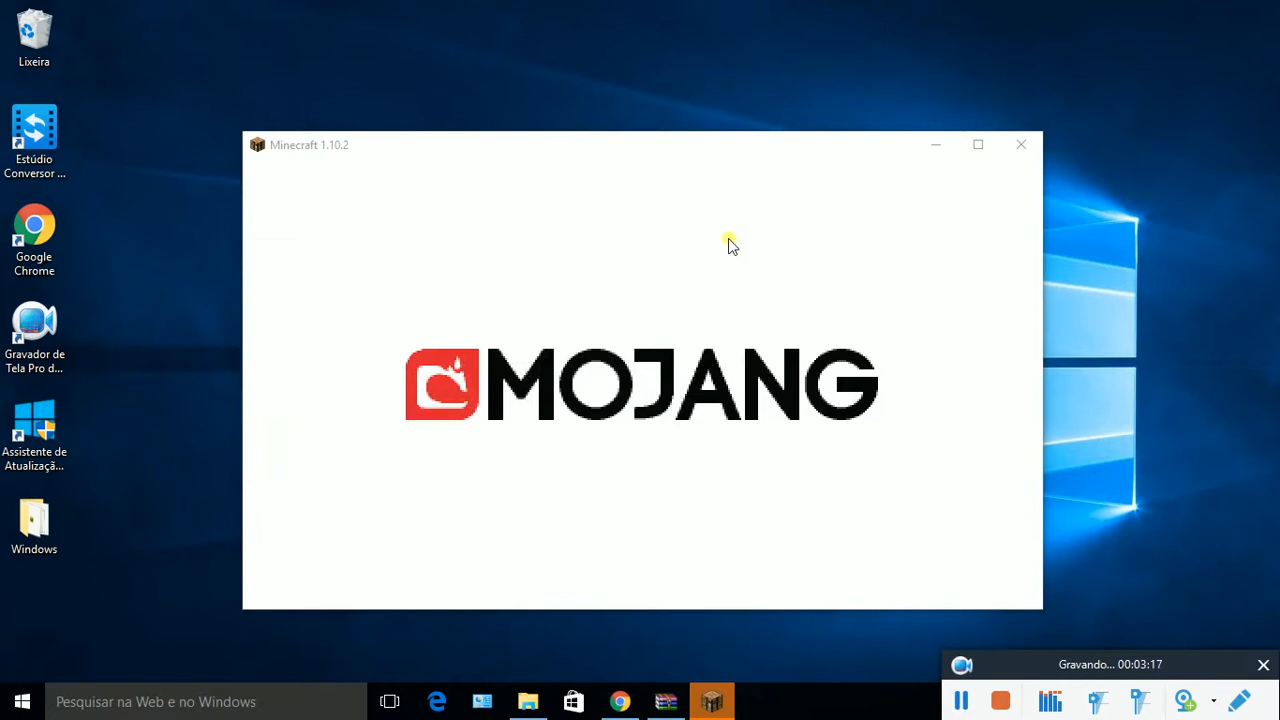 Lixeira
Estúdio
Conversor ...
Google
Chrome
Gravador de
Tela Pro d...
Assistente de
Atualizaçã...
Windows
Minecraft 1.10.2
MOJANG
Gravando... 00:03:17
Pesquisar na Web e no Windows